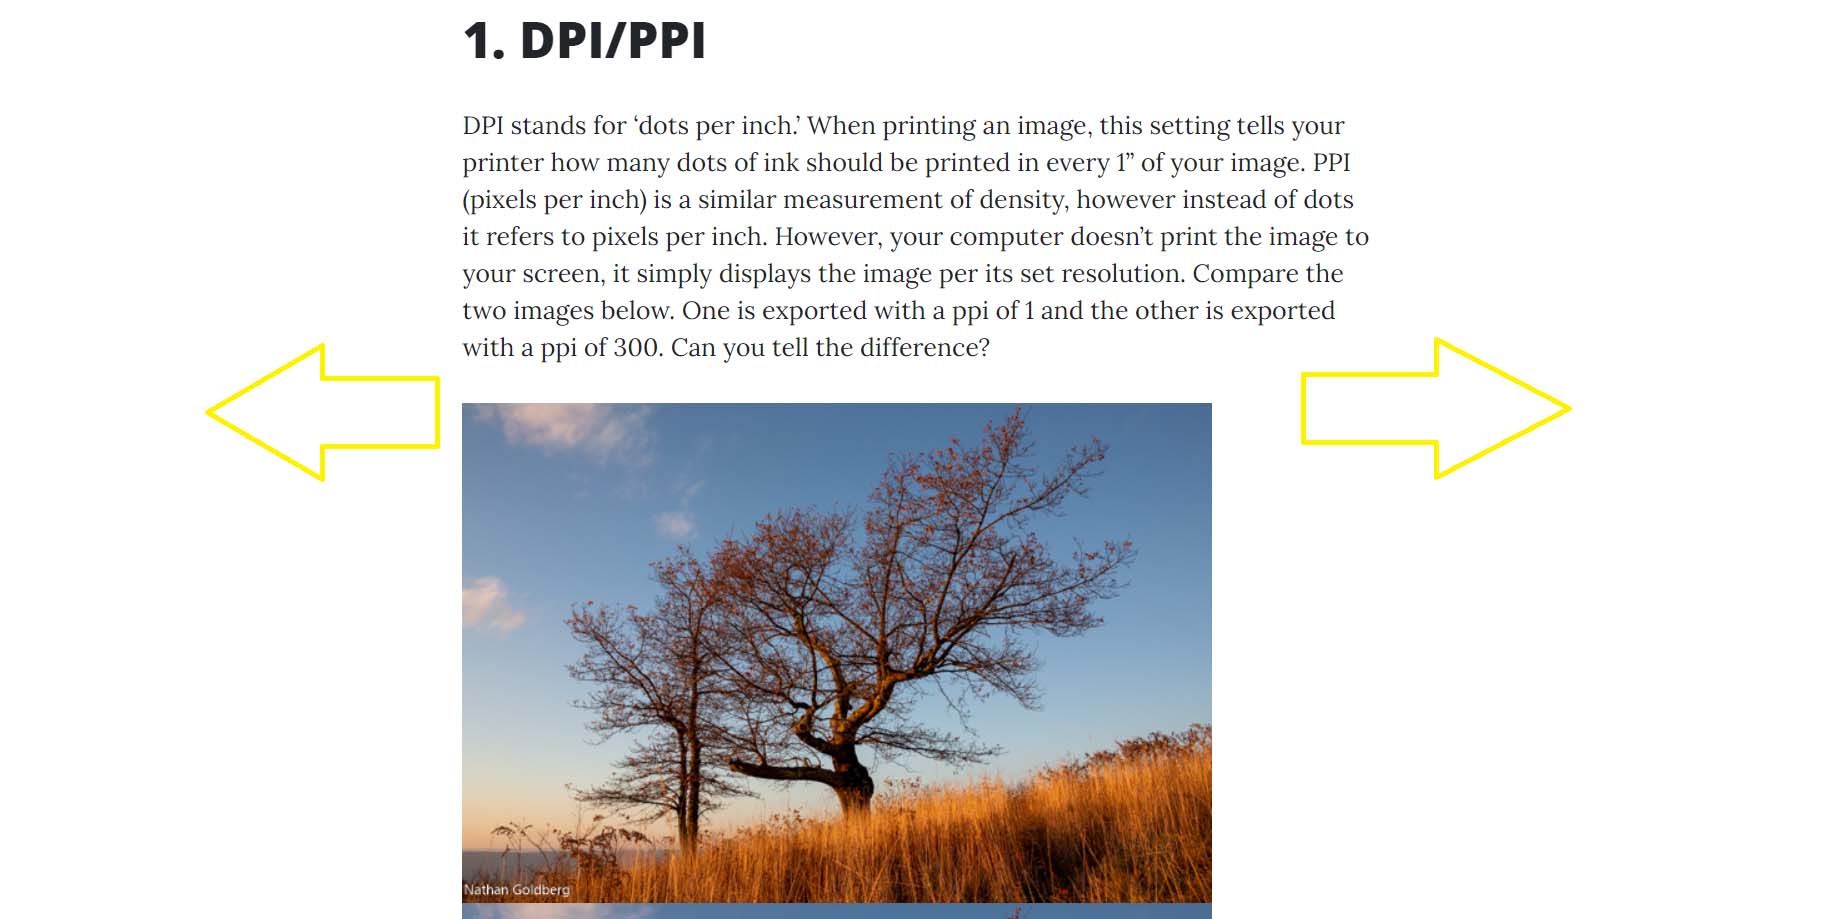 1. DPI/PPI
DPI stands for ‘dots per inch.’ When printing an image, this setting tells your
printer how many dots of ink should be printed in every 1” of your image. PPI
(pixels per inch) is a similar measurement of density, however instead of dots
it refers to pixels per inch. However, your computer doesn’t print the image to
your screen, it simply displays the image per its set resolution. Compare the
two images below. One is exported with a ppi of 1 and the other is exported
with a ppi of 300. Can you tell the difference?
Nathan Goldberg